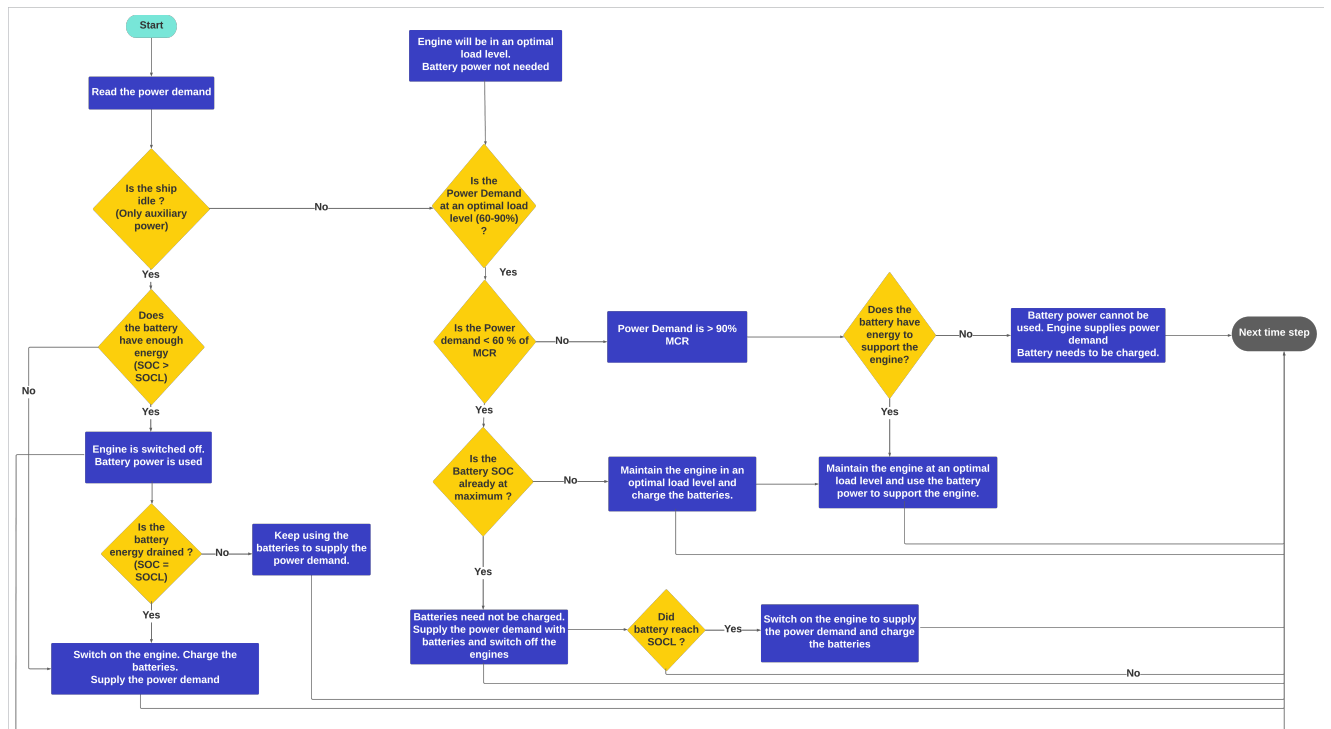 Start
Read the power demand
Is the ship
idle ?
(Only auxiliary
power)
No
Yes
Does
the battery
have enough
energy
(SOC >
SOCL)
No
Yes
Engine is switched off.
Battery power is used
Is the
battery
energy drained ?
(SOC =
SOCL)
No
Keep using the
batteries to supply the
power demand.
Yes
Switch on the engine. Charge the
batteries.
Supply the power demand
Engine will be in an optimal
load level.
Battery power not needed
Is the
Power Demand
at an optimal load
level (60-90%)
?
Yes
Is the Power
demand < 60 % of
MCR
No
Power Demand is > 90%
MCR
Does the
battery have
energy to
support the
engine?
No
Battery power cannot be
used. Engine supplies power
demand
Battery needs to be charged.
Next time step
Yes
Yes
Is the
Battery SOC
already at
maximum ?
No
Maintain the engine in an
optimal load level and
charge the batteries.
Maintain the engine at an optimal
load level and use the battery
power to support the engine.
Yes
Batteries need not be charged.
Supply the power demand with
batteries and switch off the
engines
Did
battery reach
SOCL ?
Yes
Switch on the engine to supply
the power demand and charge
the batteries
No